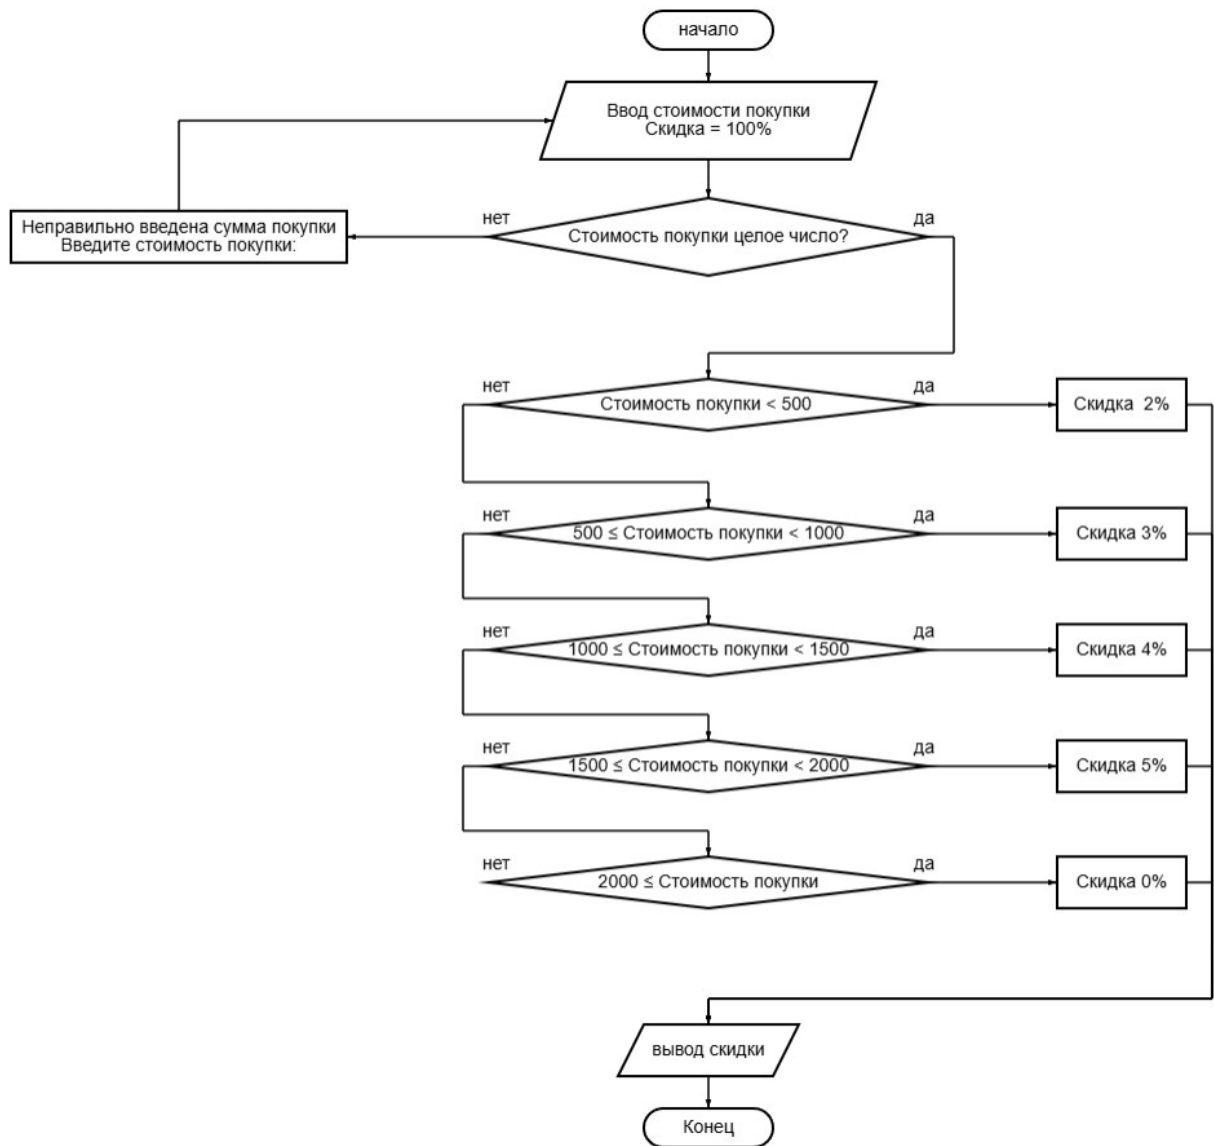 начало
Ввод стоимости покупки
Скидка = 100%
нет
да
Неправильно введена сумма покупки
Введите стоимость покупки:
Стоимость покупки целое число?
нет
да
Стоимость покупки < 500
Скидка  2%
нет
да
500 ≤ Стоимость покупки < 1000
Скидка 3%
нет
да
1000 ≤ Стоимость покупки < 1500
Скидка 4%
нет
да
1500 ≤ Стоимость покупки < 2000
Скидка 5%
нет
да
2000 ≤ Стоимость покупки
Скидка 0%
вывод скидки
Конец